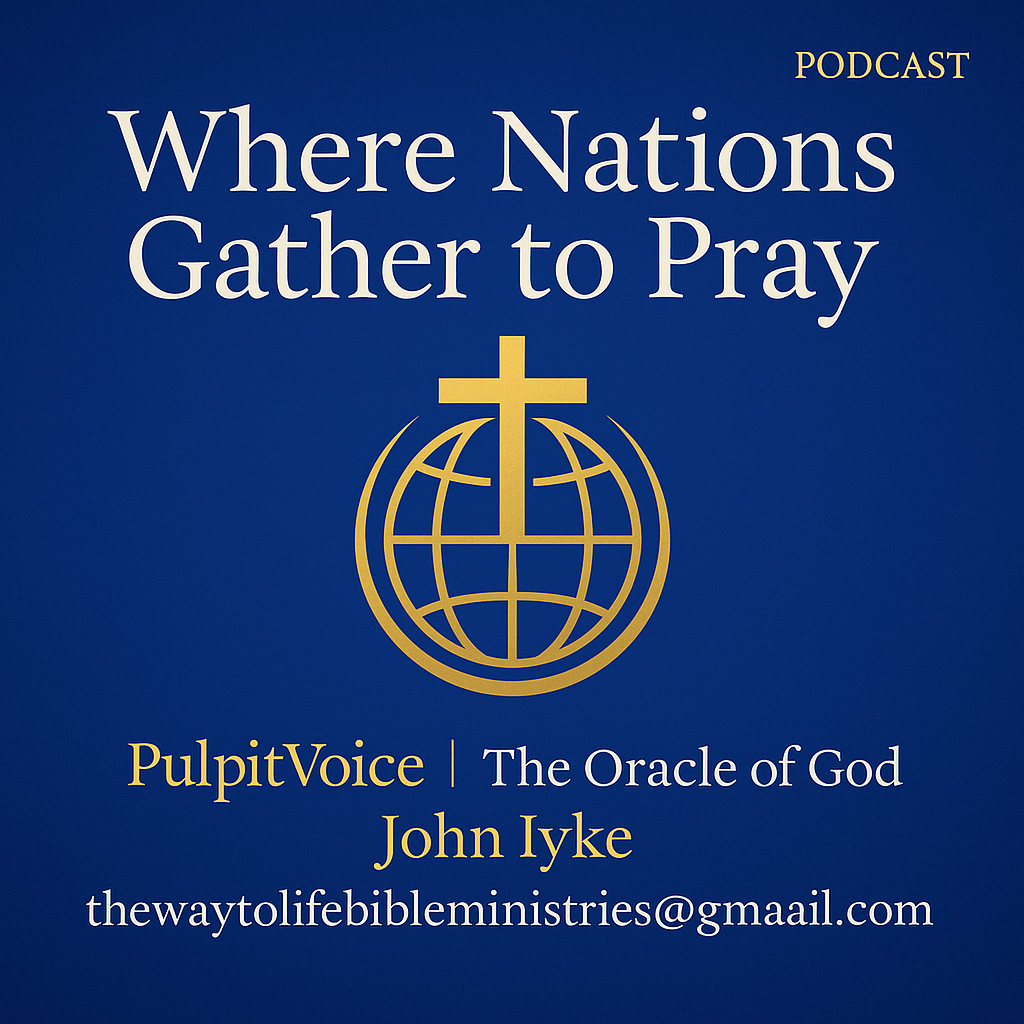 PODCAST
Where Nations
Gather to Pray
PulpitVoice | The Oracle of God
John Iyke
thewaytolifebibleministries@gmaail.com